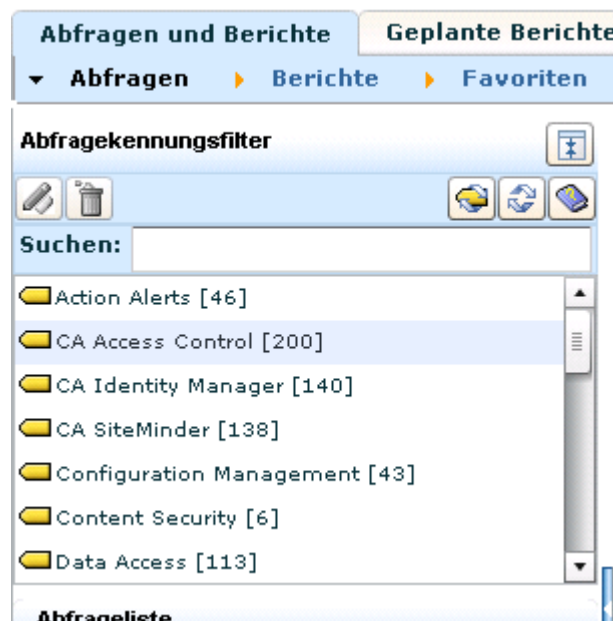 Abfragen und Berichte Geplante Berichte
Abfragen Berichte Favoriten
Abfragekennungsfilter
Suchen:
Action Alerts [46]
CA Access Control [200]
CA Identity Manager [140]
CA SiteMinder [138]
Configuration Management [43]
Content Security [6]
Data Access [113]
Abfrageliste